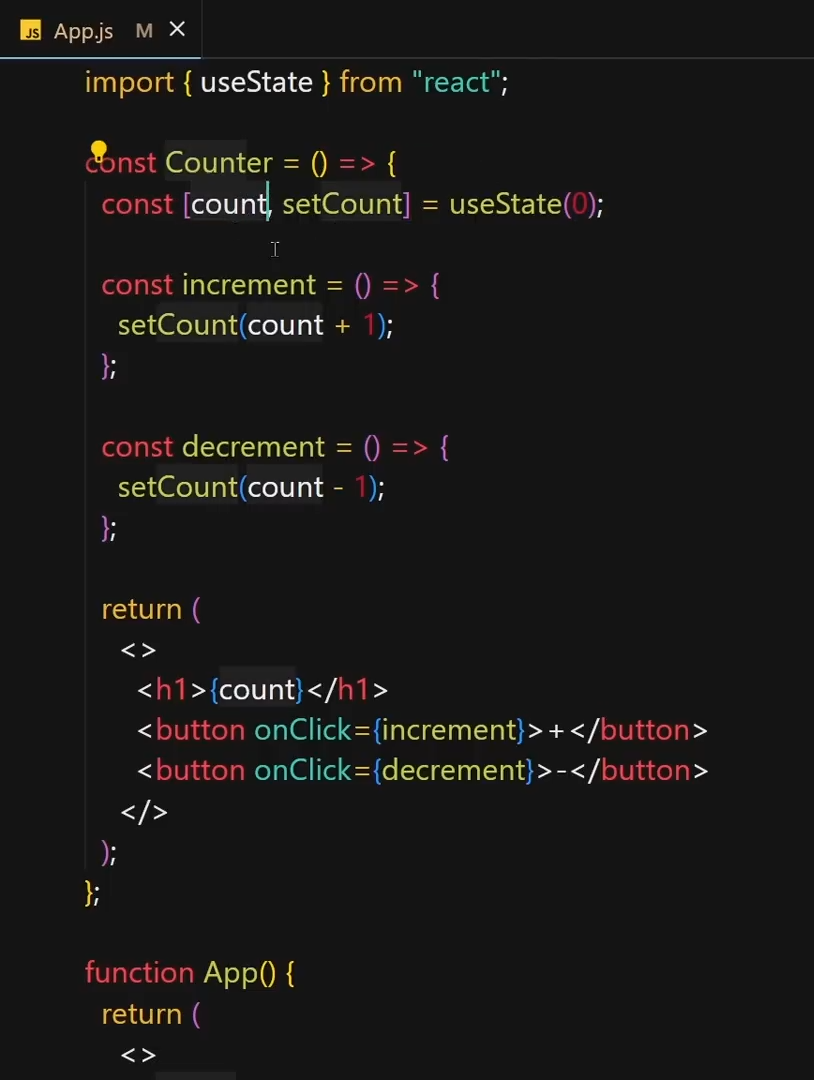 JS App.js M
import { useState } from "react";
const Counter = () => {
const [count, setCount] = useState(0);
const increment = () => {
setCount(count + 1);
};
const decrement = () => {
setCount(count - 1);
};
return (
<>
<h1>{count}</h1>
<button onClick={increment}>+</button>
<button onClick={decrement}>-</button>
</>
);
};
function App() {
return (
<>